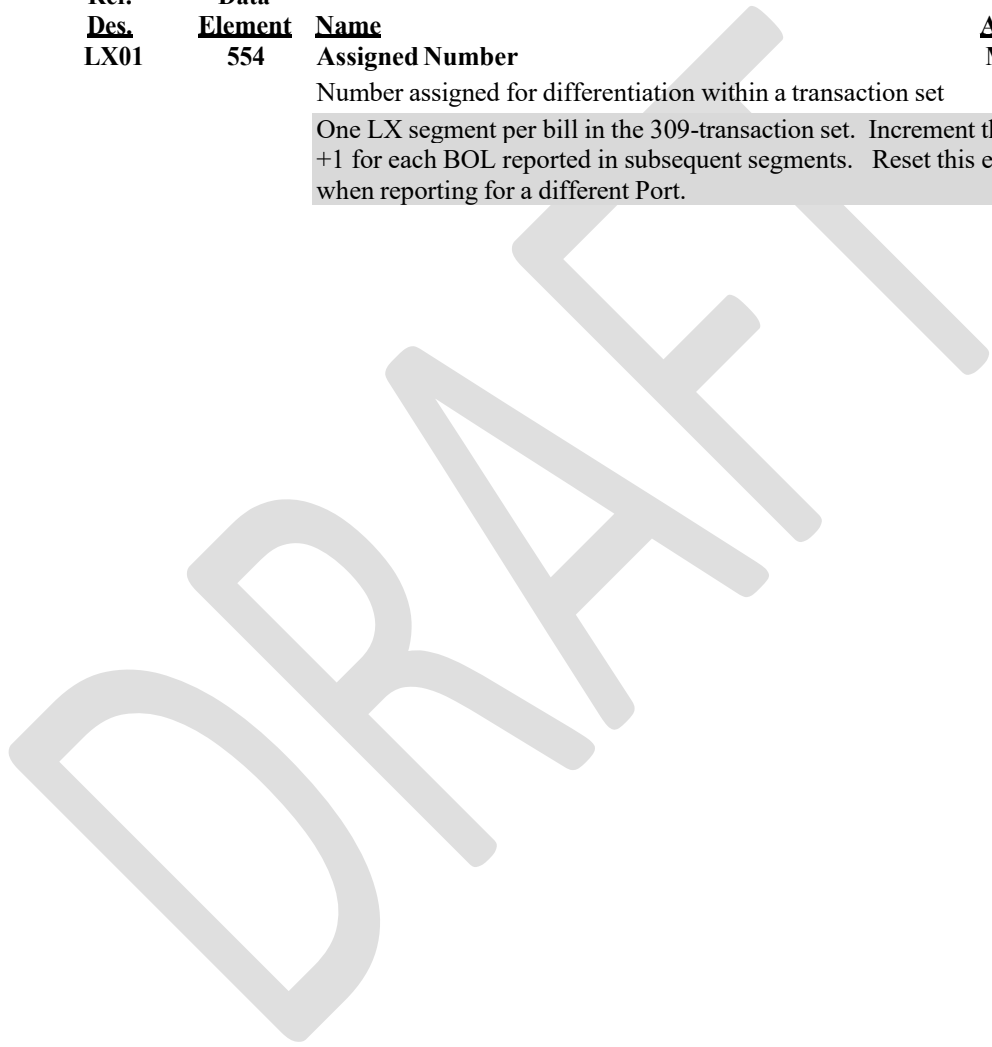 Ref. Data
Des. Element Name
LX01 554 Assigned Number
Number assigned for differentiation within a transaction set
One LX segment per bill in the 309-transaction set. Increment
+1 for each BOL reported in subsequent segments. Reset this
when reporting for a different Port.
DRAFT